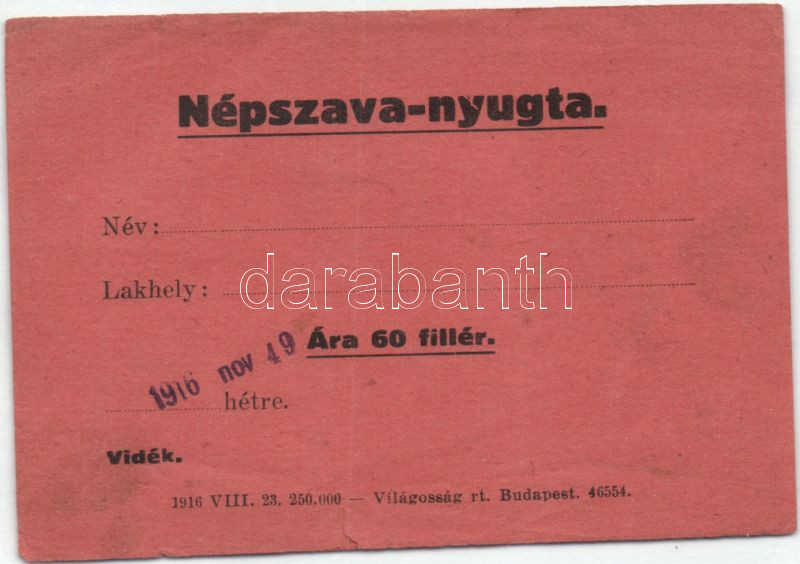 Népszava-nyugta.
Név:
Lakhely:
darabanth
Ára 60 fillér.
1916 nov 49
hétre.
Vidék.
1916 VIII. 23. 250.000 — Világosság rt. Budapest. 46554.